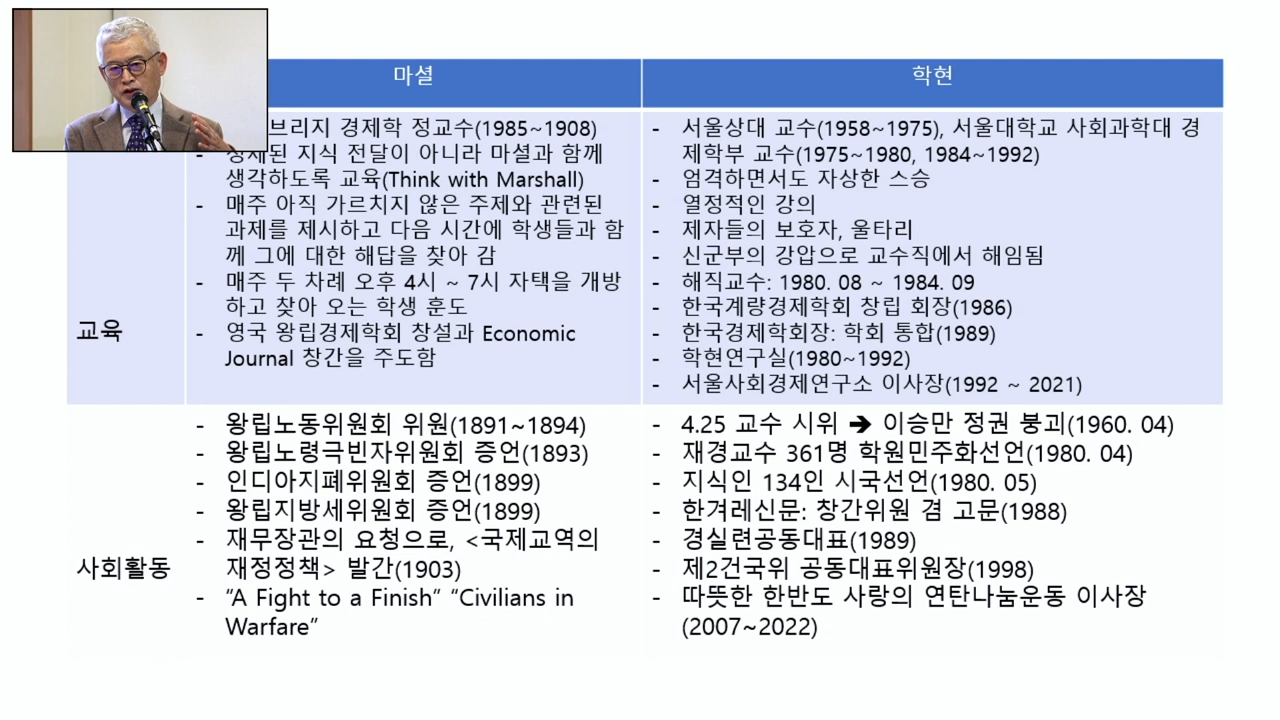 마셜
학현
교육
브리지 경제학 정교수(1985~1908)
- 정제된 지식 전달이 아니라 마셜과 함께
생각하도록 교육(Think with Marshall)
- 매주 아직 가르치지 않은 주제와 관련된
과제를 제시하고 다음 시간에 학생들과 함
께 그에 대한 해답을 찾아 감
- 매주 두 차례 오후 4시 ~ 7시 자택을 개방
하고 찾아 오는 학생 훈도
- 영국 왕립경제학회 창설과 Economic
Journal 창간을 주도함
- 서울상대 교수(1958~1975), 서울대학교 사회과학대 경
제학부 교수(1975~1980, 1984~1992)
- 엄격하면서도 자상한 스승
- 열정적인 강의
- 제자들의 보호자, 울타리
- 신군부의 강압으로 교수직에서 해임됨
- 해직교수: 1980. 08 ~ 1984. 09
- 한국계량경제학회 창립 회장(1986)
- 한국경제학회장: 학회 통합(1989)
- 학현연구실(1980~1992)
- 서울사회경제연구소 이사장(1992 ~ 2021)
사회활동
- 왕립노동위원회 위원(1891~1894)
- 왕립노령극빈자위원회 증언(1893)
- 인디아지폐위원회 증언(1899)
- 왕립지방세위원회 증언(1899)
- 재무장관의 요청으로, <국제교역의
재정정책> 발간(1903)
- “A Fight to a Finish” “Civilians in
Warfare”
- 4.25 교수 시위 ➔ 이승만 정권 붕괴(1960. 04)
- 재경교수 361명 학원민주화선언(1980. 04)
- 지식인 134인 시국선언(1980. 05)
- 한겨레신문: 창간위원 겸 고문(1988)
- 경실련공동대표(1989)
- 제2건국위 공동대표위원장(1998)
- 따뜻한 한반도 사랑의 연탄나눔운동 이사장
(2007~2022)